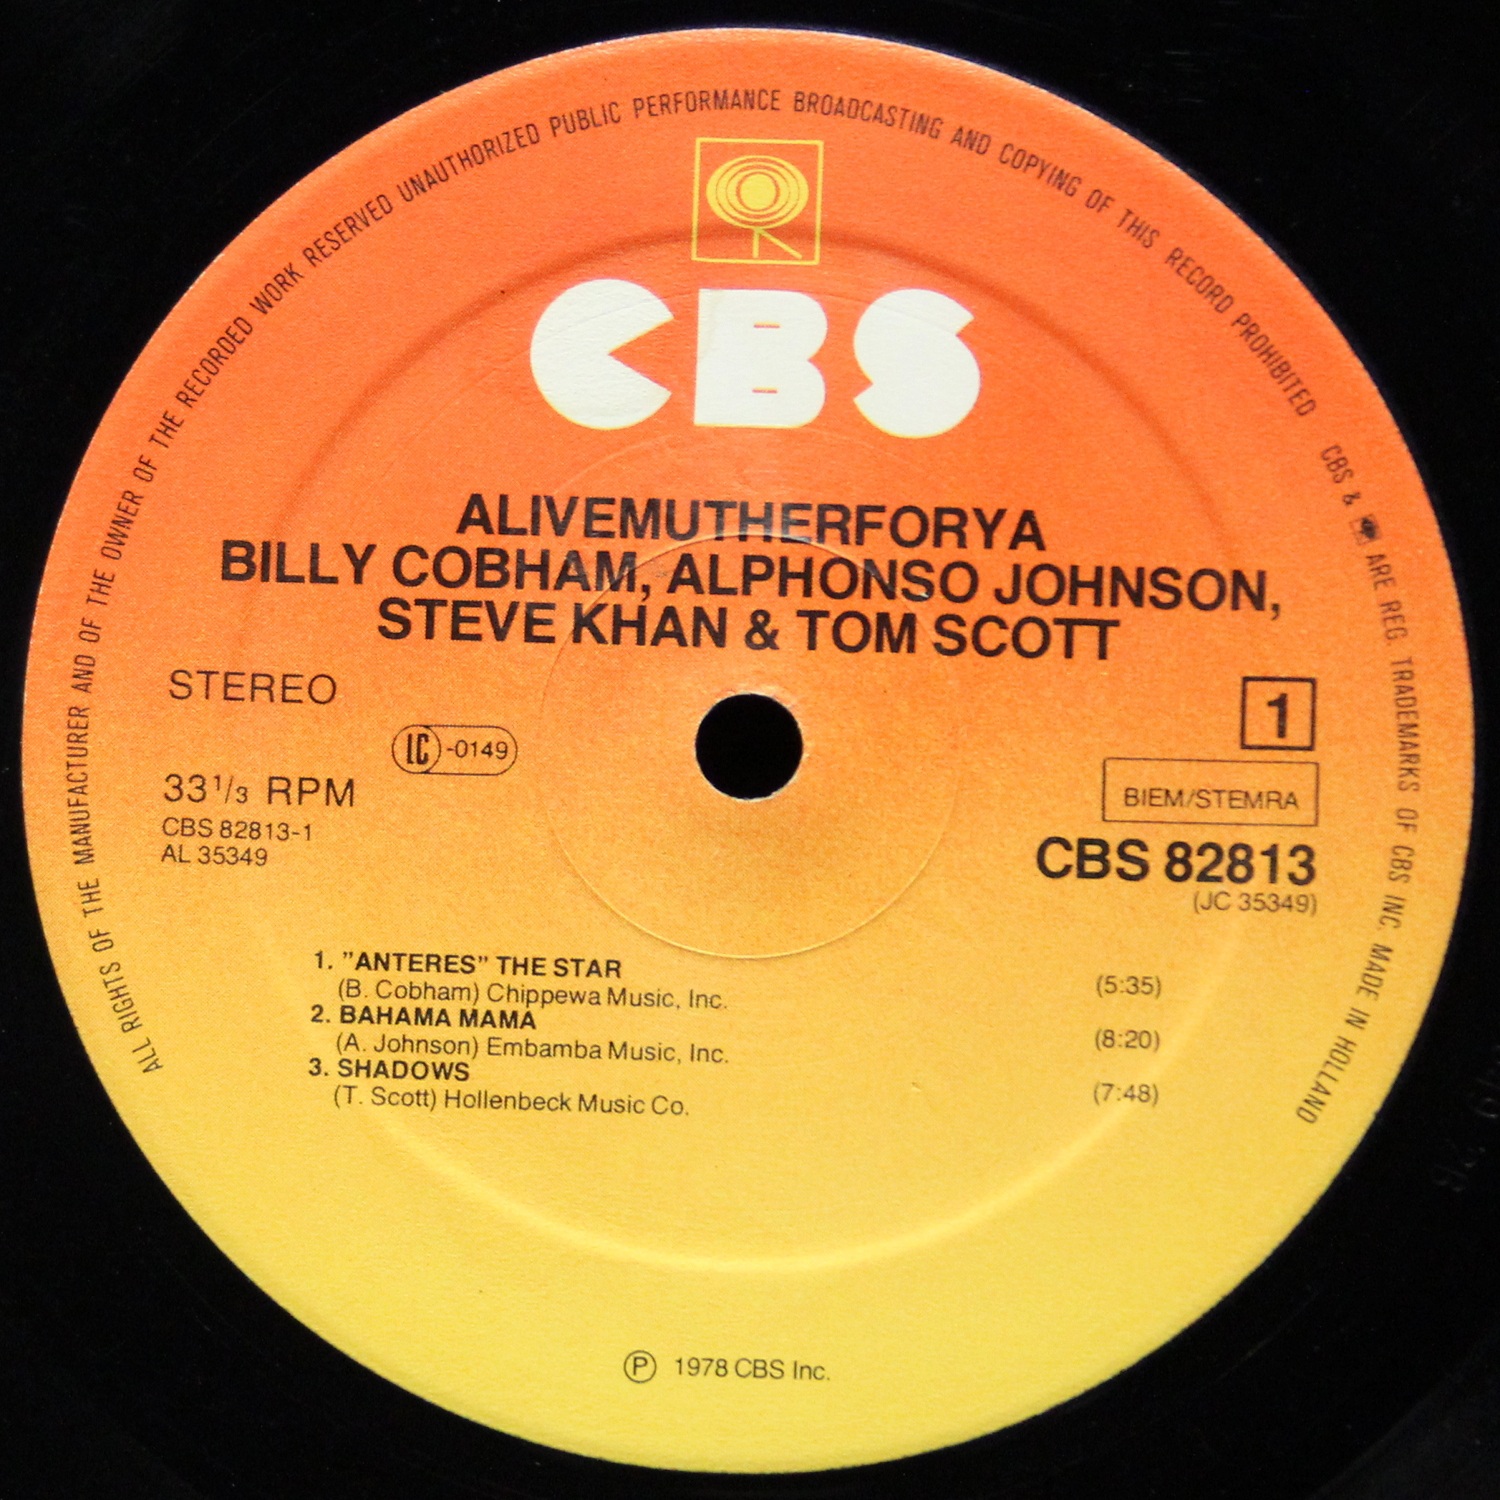 ALL RIGHTS OF THE MANUFACTURER AND OF THE OWNER OF THE RECORDED WORK RESERVED UNAUTHORIZED PUBLIC PERFORMANCE BROADCASTING AND COPYING OF THIS RECORD PROHIBITED CBS & ARE REG. TRADEMARKS OF CBS INC. MADE IN HOLLAND
CBS
ALIVEMUTHERFORYA
BILLY COBHAM, ALPHONSO JOHNSON,
STEVE KHAN & TOM SCOTT
STEREO
1
LC -0149
33 1/3 RPM
BIEM/STEMRA
CBS 82813-1
AL 35349
CBS 82813
(JC 35349)
1. "ANTERES" THE STAR
(B. Cobham) Chippewa Music, Inc. (5:35)
2. BAHAMA MAMA
(A. Johnson) Embamba Music, Inc. (8:20)
3. SHADOWS
(T. Scott) Hollenbeck Music Co. (7:48)
Ⓟ 1978 CBS Inc.